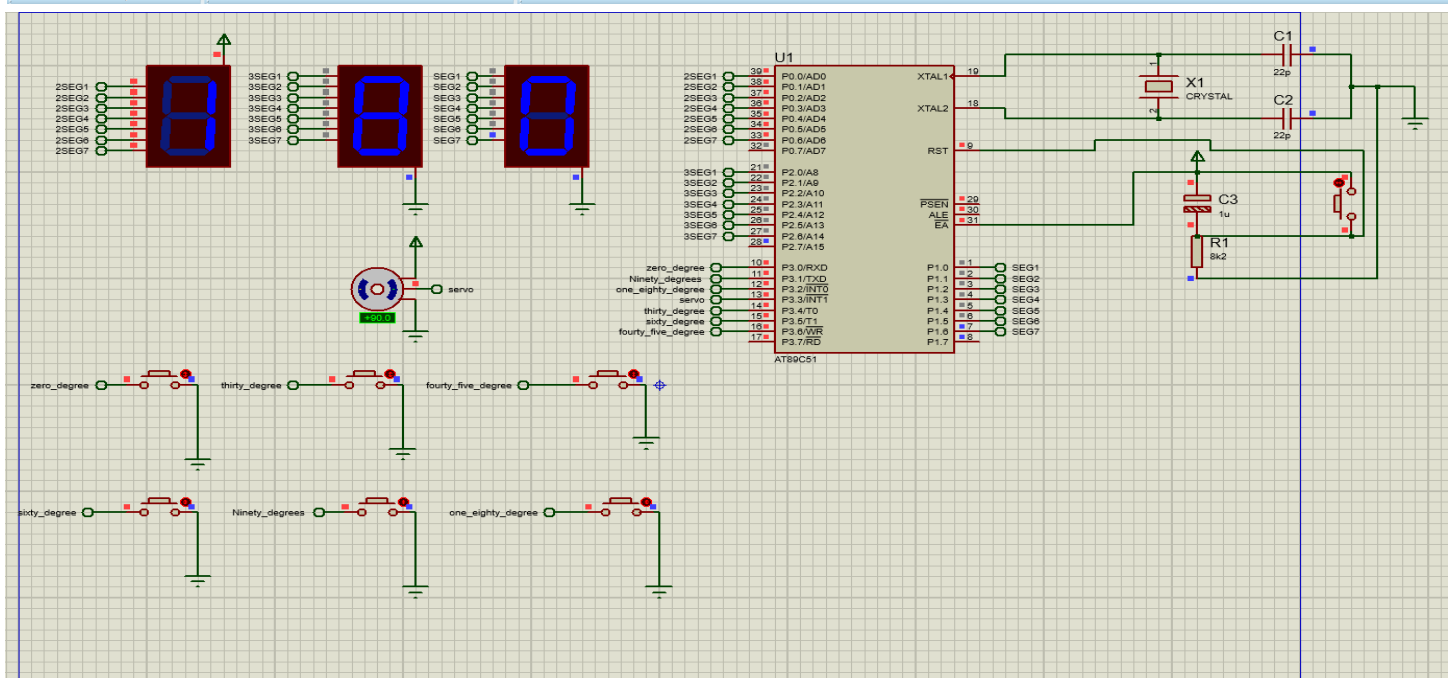 2SEG1
2SEG2
2SEG3
2SEG4
2SEG5
2SEG6
2SEG7
3SEG1
3SEG2
3SEG3
3SEG4
3SEG5
3SEG6
3SEG7
SEG1
SEG2
SEG3
SEG4
SEG5
SEG6
SEG7
servo
+90.0
zero_degree
thirty_degree
fourty_five_degree
sixty_degree
Ninety_degrees
one_eighty_degree
U1
2SEG1 39 P0.0/AD0
2SEG2 38 P0.1/AD1
2SEG3 37 P0.2/AD2
2SEG4 36 P0.3/AD3
2SEG5 35 P0.4/AD4
2SEG6 34 P0.5/AD5
2SEG7 33 P0.6/AD6
32 P0.7/AD7
3SEG1 21 P2.0/A8
3SEG2 22 P2.1/A9
3SEG3 23 P2.2/A10
3SEG4 24 P2.3/A11
3SEG5 25 P2.4/A12
3SEG6 26 P2.5/A13
3SEG7 27 P2.6/A14
28 P2.7/A15
zero_degree 10 P3.0/RXD
Ninety_degrees 11 P3.1/TXD
one_eighty_degree 12 P3.2/INT0
servo 13 P3.3/INT1
thirty_degree 14 P3.4/T0
sixty_degree 15 P3.5/T1
fourty_five_degree 16 P3.6/WR
17 P3.7/RD
XTAL1 19
XTAL2 18
RST 9
PSEN 29
ALE 30
EA 31
P1.0 1 SEG1
P1.1 2 SEG2
P1.2 3 SEG3
P1.3 4 SEG4
P1.4 5 SEG5
P1.5 6 SEG6
P1.6 7 SEG7
P1.7 8
AT89C51
C1
22p
1
X1
CRYSTAL
2
C2
22p
C3
1u
R1
8k2